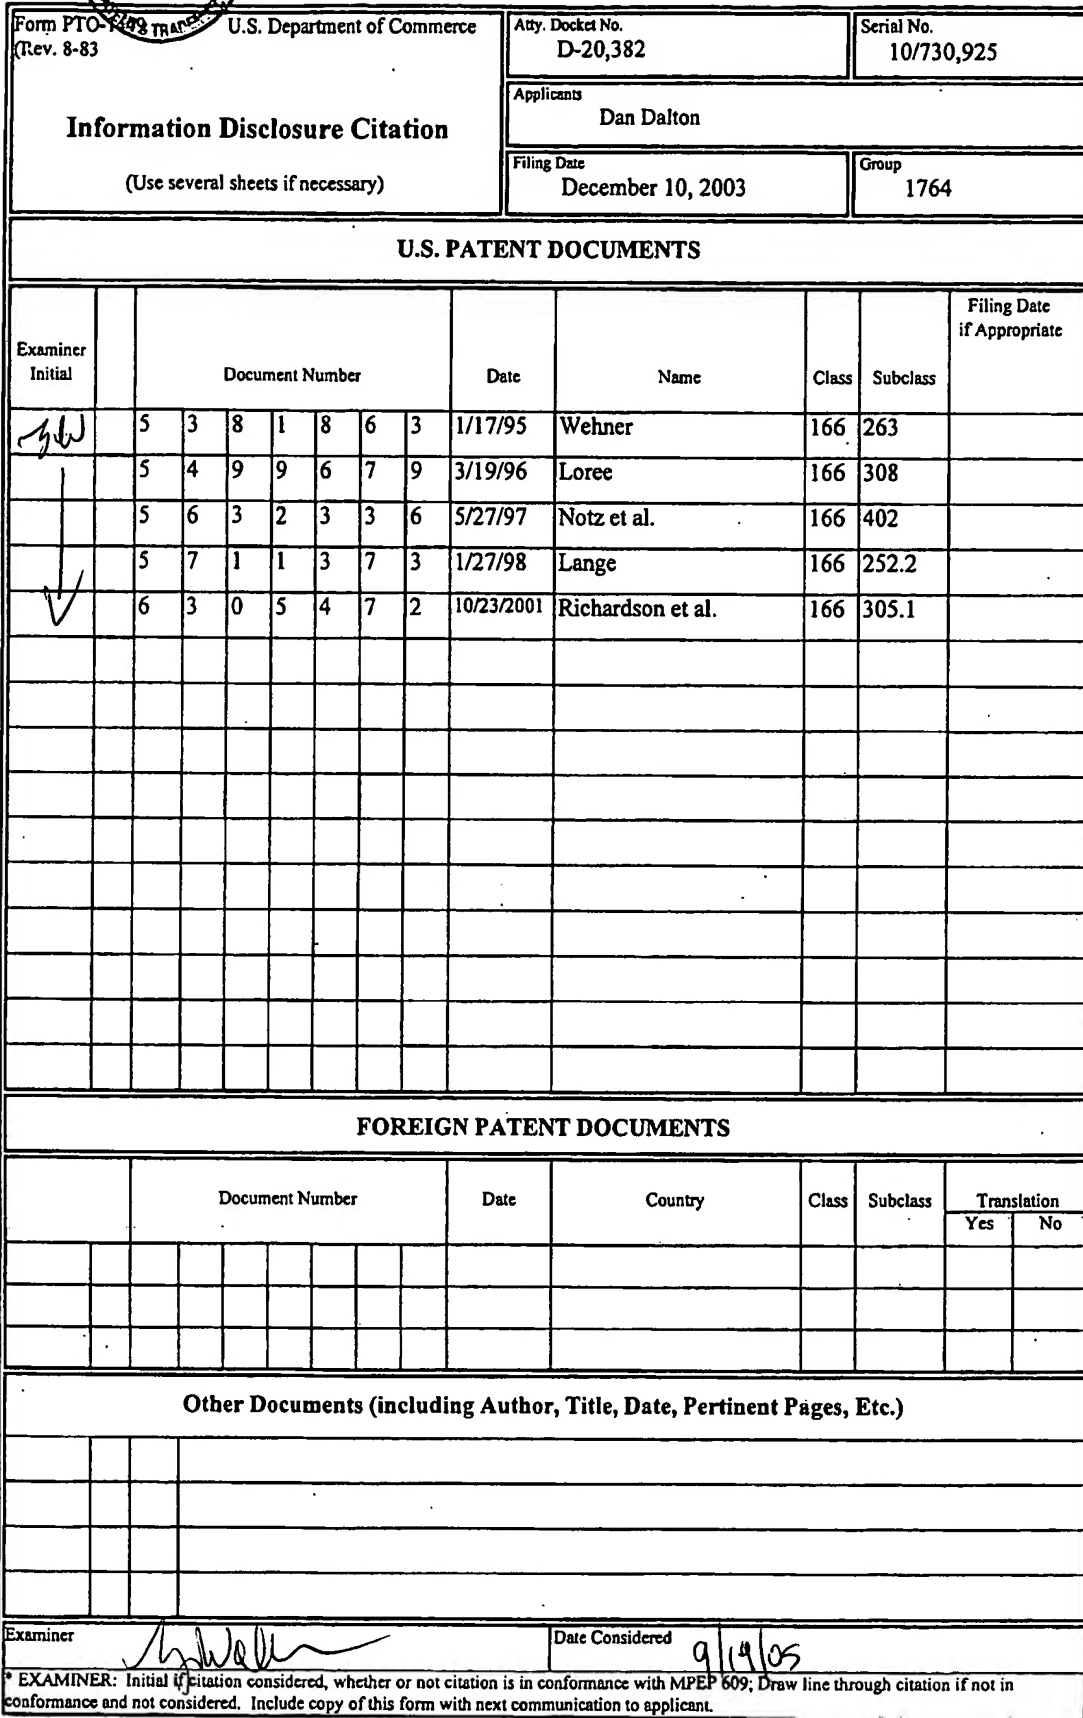 Form PTO-
U.S. Department of Commerce
(Rev. 8-83
Information Disclosure Citation
(Use several sheets if necessary)
Atty. Docket No.
D-20,382
Serial No.
10/730,925
Applicants
Dan Dalton
Filing Date
December 10, 2003
Group
1764
U.S. PATENT DOCUMENTS
Examiner Initial Document Number Date Name Class Subclass Filing Date if Appropriate
5 3 8 1 8 6 3 1/17/95 Wehner 166 263
5 4 9 9 6 7 9 3/19/96 Loree 166 308
5 6 3 2 3 3 6 5/27/97 Notz et al. 166 402
5 7 1 1 3 7 3 1/27/98 Lange 166 252.2
6 3 0 5 4 7 2 10/23/2001 Richardson et al. 166 305.1
FOREIGN PATENT DOCUMENTS
Document Number Date Country Class Subclass Translation
Yes No
Other Documents (including Author, Title, Date, Pertinent Pages, Etc.)
Examiner
Date Considered 9/19/05
* EXAMINER: Initial if citation considered, whether or not citation is in conformance with MPEP 609; Draw line through citation if not in
conformance and not considered. Include copy of this form with next communication to applicant.